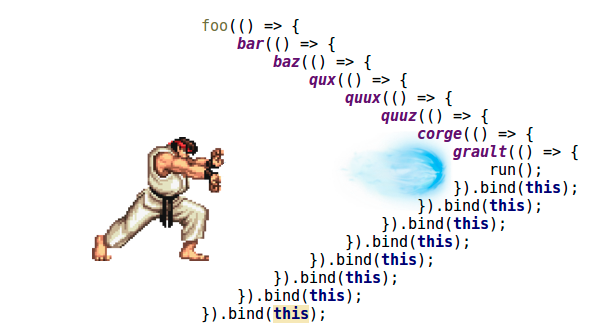 foo(() => {
    bar(() => {
        baz(() => {
            qux(() => {
                quux(() => {
                    quuz(() => {
                        corge(() => {
                            grault(() => {
                                run();
                            }).bind(this);
                        }).bind(this);
                    }).bind(this);
                }).bind(this);
            }).bind(this);
        }).bind(this);
    }).bind(this);
}).bind(this);